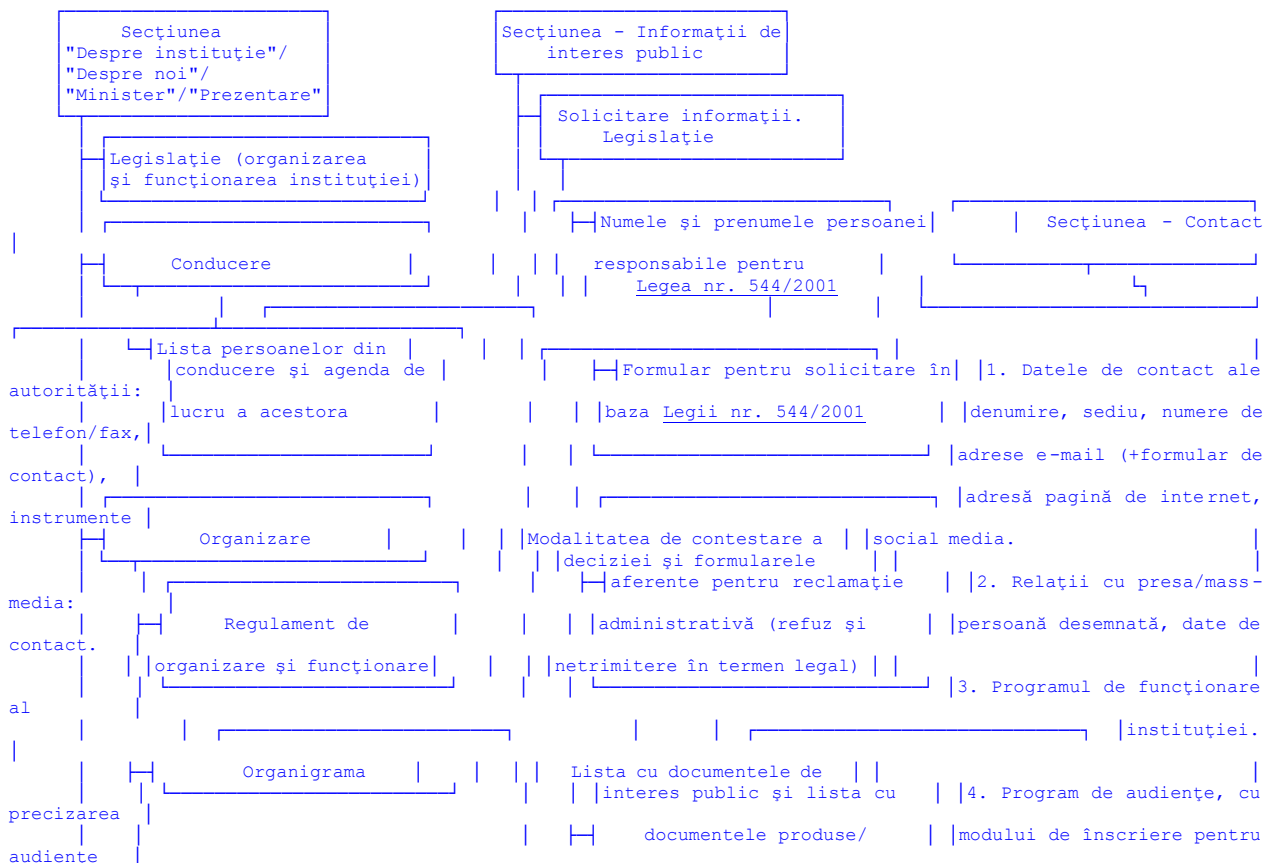 Secţiunea Secţiunea - Informaţii de
"Despre instituţie"/ interes public
"Despre noi"/
"Minister"/"Prezentare"
Solicitare informaţii.
Legislaţie
Legislaţie (organizarea
şi funcţionarea instituţiei)
Numele şi prenumele persoanei Secţiunea - Contact
Conducere responsabile pentru
Legea nr. 544/2001
Lista persoanelor din
conducere şi agenda de Formular pentru solicitare în 1. Datele de contact ale
autorităţii:
lucru a acestora baza Legii nr. 544/2001 denumire, sediu, numere de
telefon/fax,
adrese e-mail (+formular de
contact),
adresă pagină de internet,
instrumente
Organizare Modalitatea de contestare a social media.
deciziei şi formularele
aferente pentru reclamaţie 2. Relaţii cu presa/mass-
media:
Regulament de administrativă (refuz şi persoană desemnată, date de
contact.
organizare şi funcţionare netrimitere în termen legal)
3. Programul de funcţionare
al
instituţiei.
Organigrama Lista cu documentele de
interes public şi lista cu 4. Program de audienţe, cu
precizarea
documentele produse/ modului de înscriere pentru
audienţe